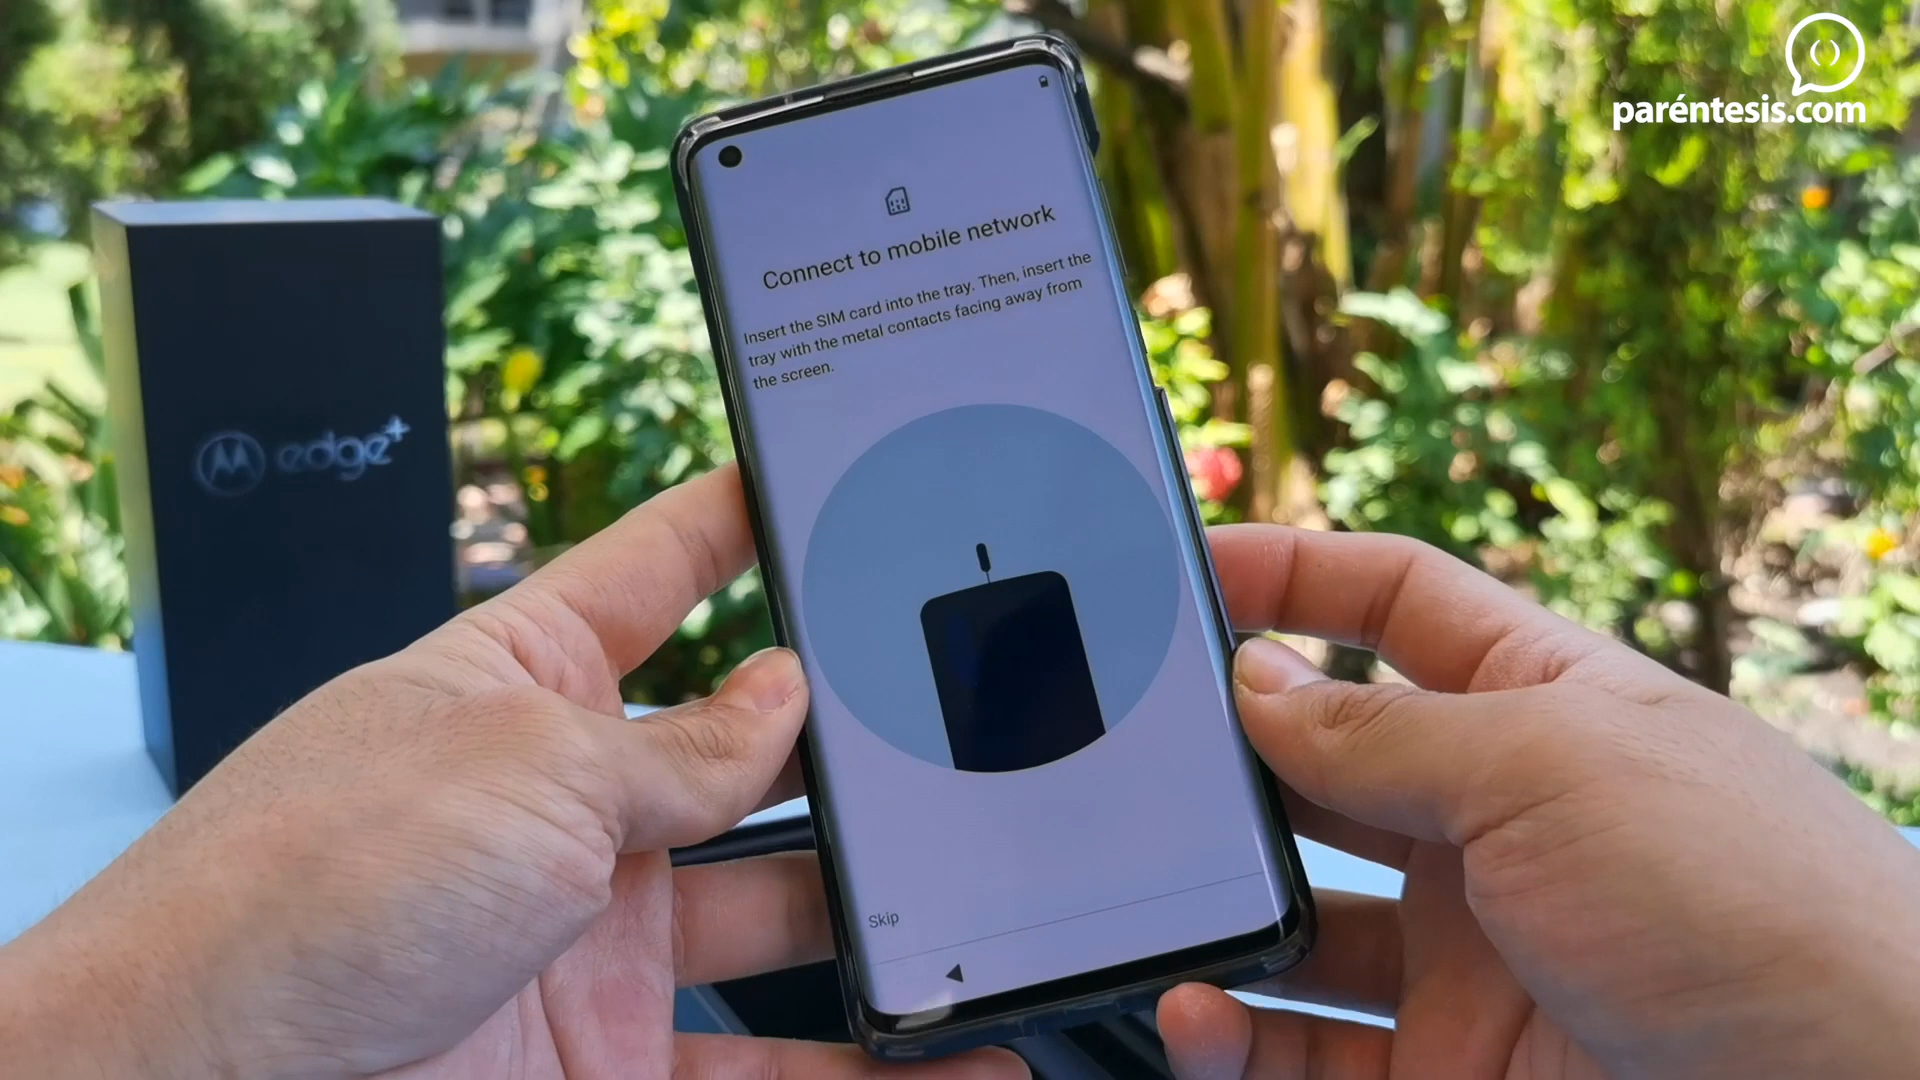 paréntesis.com
Connect to mobile network
Insert the SIM card into the tray. Then, insert the
tray with the metal contacts facing away from
the screen.
edge+
Skip